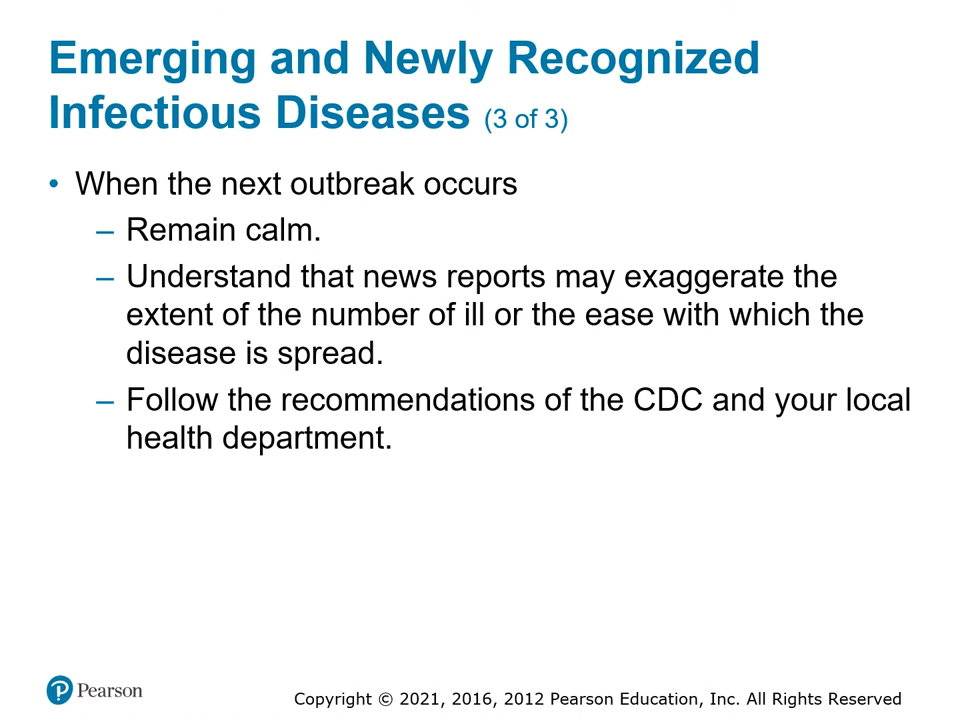 Emerging and Newly Recognized
Infectious Diseases (3 of 3)
• When the next outbreak occurs
– Remain calm.
– Understand that news reports may exaggerate the
extent of the number of ill or the ease with which the
disease is spread.
– Follow the recommendations of the CDC and your local
health department.
Pearson
Copyright © 2021, 2016, 2012 Pearson Education, Inc. All Rights Reserved